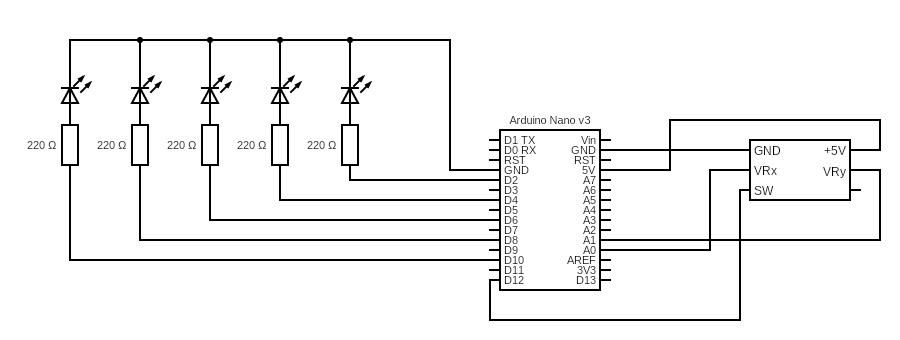 220 Ω 220 Ω 220 Ω 220 Ω 220 Ω
Arduino Nano v3
D1 TX Vin
D0 RX GND
RST RST
GND 5V
D2 A7
D3 A6
D4 A5
D5 A4
D6 A3
D7 A2
D8 A1
D9 A0
D10 AREF
D11 3V3
D12 D13
GND +5V
VRx VRy
SW